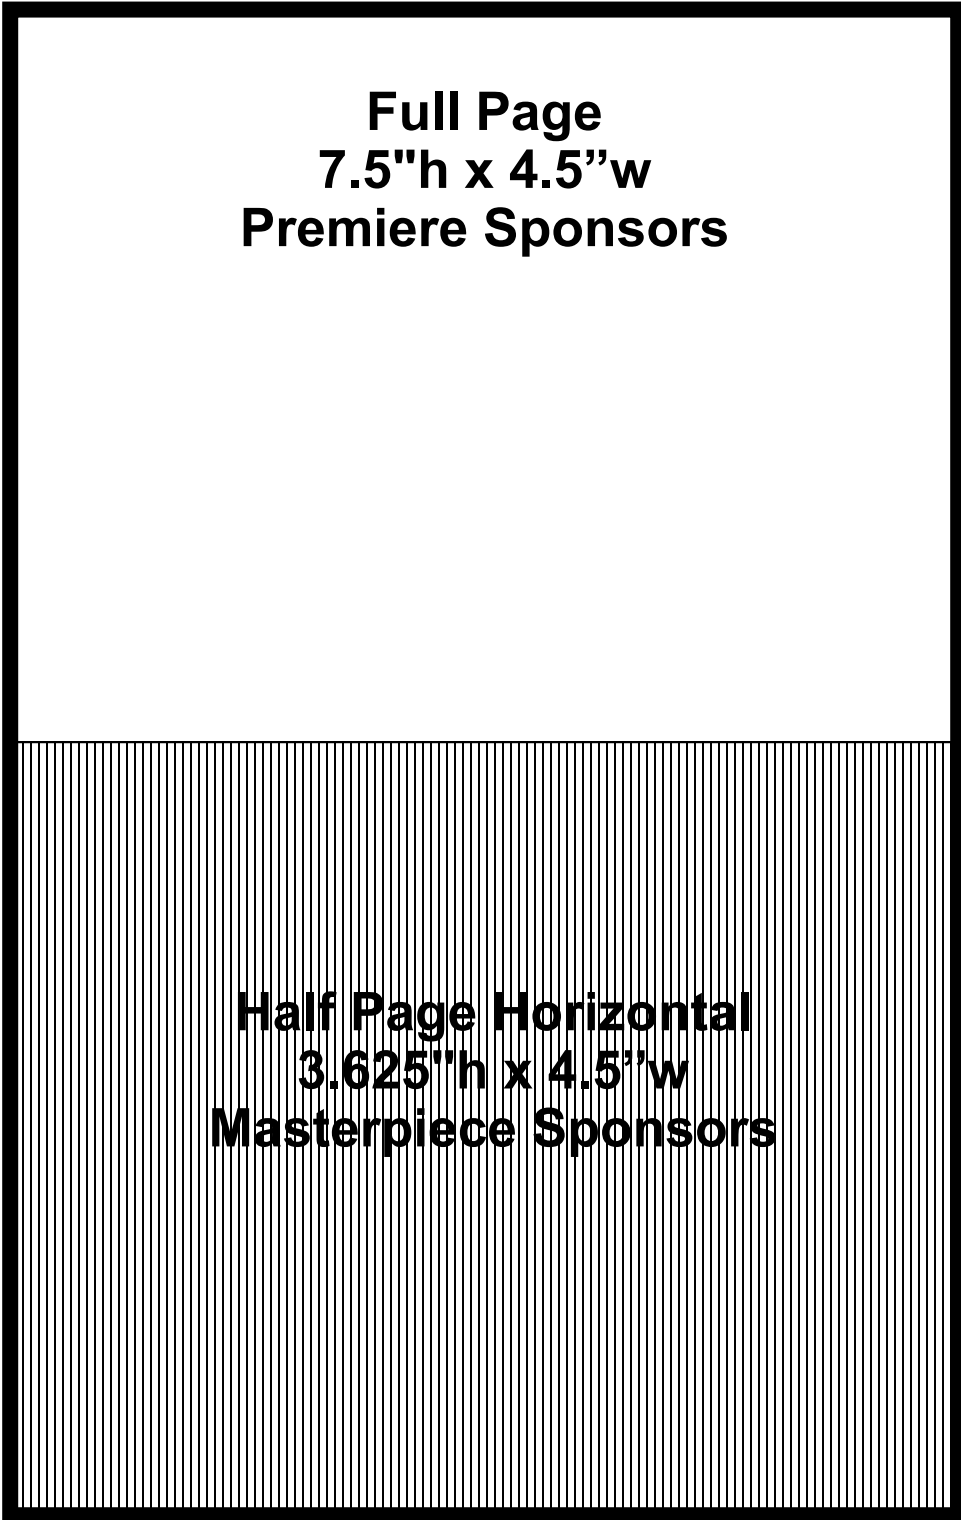 Full Page
7.5"h x 4.5”w
Premiere Sponsors
Half Page Horizontal
3.625"h x 4.5”w
Masterpiece Sponsors